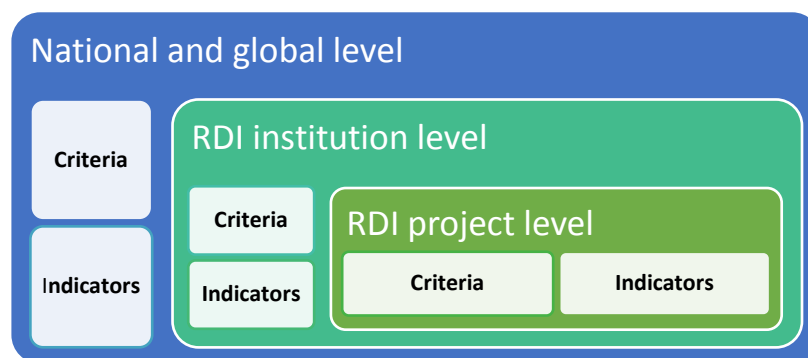 National and global level
Criteria
Indicators
RDI institution level
Criteria
Indicators
RDI project level
Criteria
Indicators